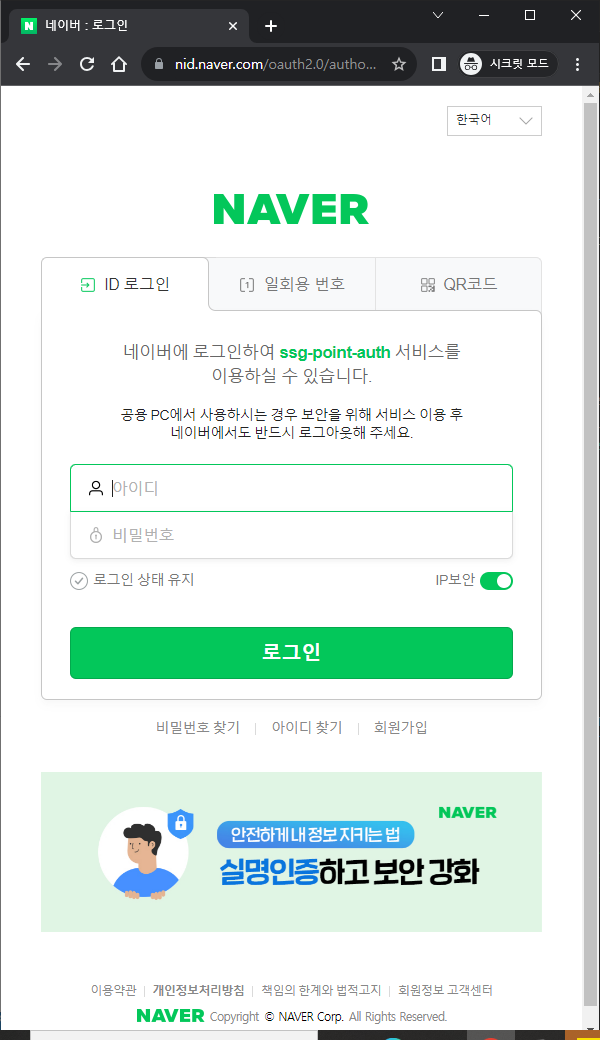 네이버 : 로그인
nid.naver.com/oauth2.0/autho...
시크릿 모드
한국어
NAVER
ID 로그인
1 일회용 번호
QR코드
네이버에 로그인하여 ssg-point-auth 서비스를
이용하실 수 있습니다.
공용 PC에서 사용하시는 경우 보안을 위해 서비스 이용 후
네이버에서도 반드시 로그아웃해 주세요.
아이디
비밀번호
로그인 상태 유지
IP보안
로그인
비밀번호 찾기
아이디 찾기
회원가입
NAVER
안전하게 내 정보 지키는 법
실명인증하고 보안 강화
이용약관 | 개인정보처리방침 | 책임의 한계와 법적고지 | 회원정보 고객센터
NAVER Copyright © NAVER Corp. All Rights Reserved.